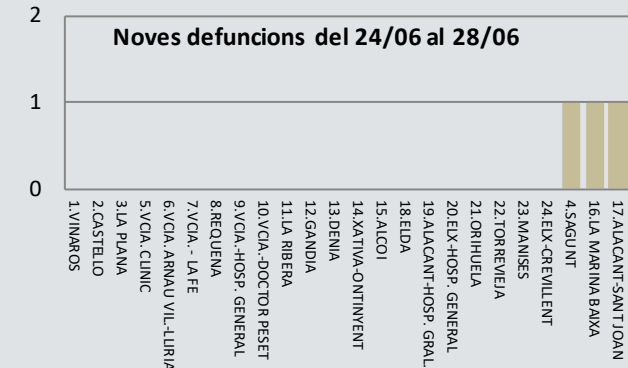 Noves defuncions del 24/06 al 28/06
2
1
0
1.VINAROS
2.CASTELLO
3.LA PLANA
5.VCIA. CLINIC
6.VCIA. ARNAU VIL.-LLIRIA
7.VCIA. - LA FE
8.REQUENA
9.VCIA.-HOSP. GENERAL
10.VCIA.-DOCTOR PESET
11.LA RIBERA
12.GANDIA
13.DENIA
14.XATIVA-ONTINYENT
15.ALCOI
18.ELDA
19.ALACANT-HOSP. GRAL.
20.ELX-HOSP. GENERAL
21.ORIHUELA
22.TORREVIEJA
23.MANISES
24.ELX-CREVILLENT
4.SAGUNT
16.LA MARINA BAIXA
17.ALACANT-SANT JOAN